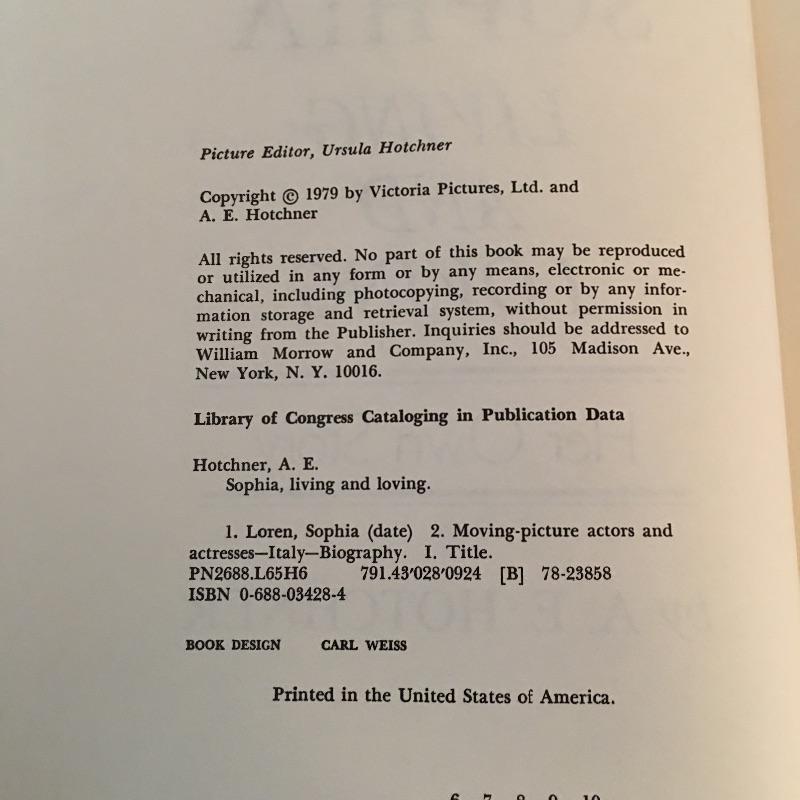 Picture Editor, Ursula Hotchner
Copyright © 1979 by Victoria Pictures, Ltd. and
A. E. Hotchner
All rights reserved. No part of this book may be reproduced
or utilized in any form or by any means, electronic or me-
chanical, including photocopying, recording or by any infor-
mation storage and retrieval system, without permission in
writing from the Publisher. Inquiries should be addressed to
William Morrow and Company, Inc., 105 Madison Ave.,
New York, N. Y. 10016.
Library of Congress Cataloging in Publication Data
Hotchner, A. E.
Sophia, living and loving.
1. Loren, Sophia (date) 2. Moving-picture actors and
actresses—Italy—Biography. I. Title.
PN2688.L65H6 791.43′028′0924 [B] 78-23858
ISBN 0-688-03428-4
BOOK DESIGN CARL WEISS
Printed in the United States of America.
6 7 8 9 10